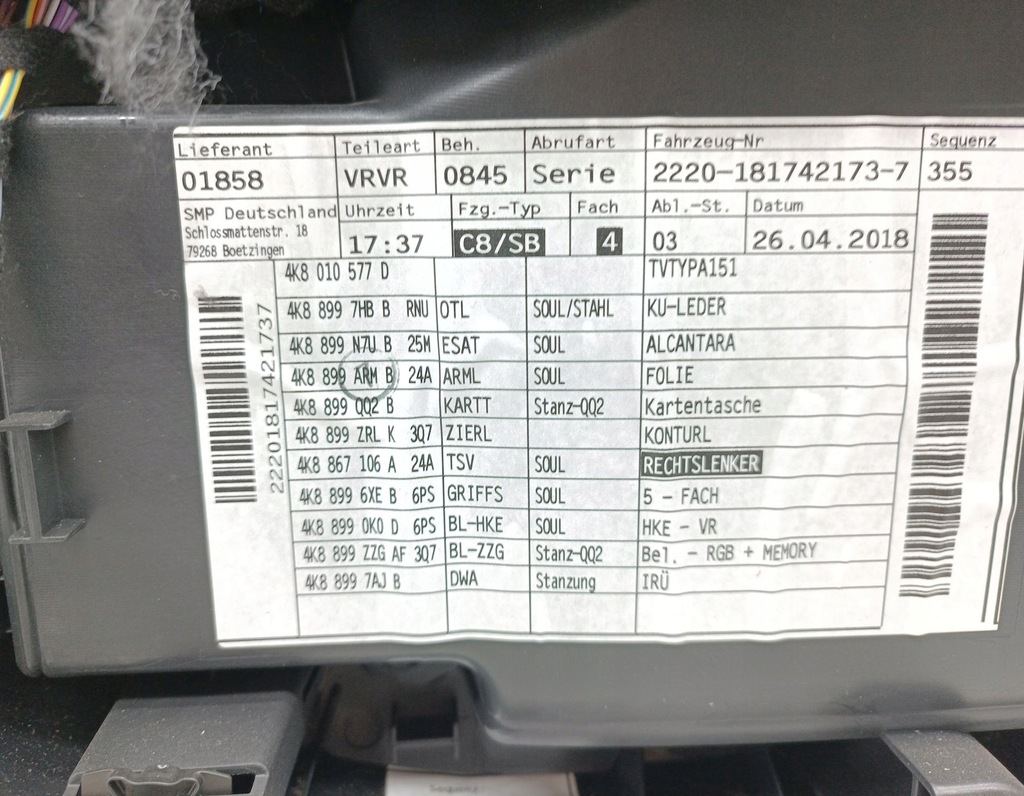 Lieferant Teileart Beh. Abrufart Fahrzeug-Nr Sequenz
01858 VRVR 0845 Serie 2220-181742173-7 355
SMP Deutschland Uhrzeit Fzg.-Typ Fach Abl.-St. Datum
Schlossmattenstr. 18
79268 Boetzingen 17:37 C8/SB 4 03 26.04.2018
4K8 010 577 D TVTYPA151
4K8 899 7HB B RNU OTL SOUL/STAHL KU-LEDER
4K8 899 N7U B 25M ESAT SOUL ALCANTARA
4K8 899 ARM B 24A ARML SOUL FOLIE
4K8 899 QQ2 B KARTT Stanz-QQ2 Kartentasche
4K8 899 ZRL K 3Q7 ZIERL KONTURL
4K8 867 106 A 24A TSV SOUL RECHTSLENKER
4K8 899 6XE B 6PS GRIFFS SOUL 5 - FACH
4K8 899 0K0 D 6PS BL-HKE SOUL HKE - VR
4K8 899 ZZG AF 3Q7 BL-ZZG Stanz-QQ2 Bel. - RGB + MEMORY
4K8 899 7AJ B DWA Stanzung IRÜ
22201817421737